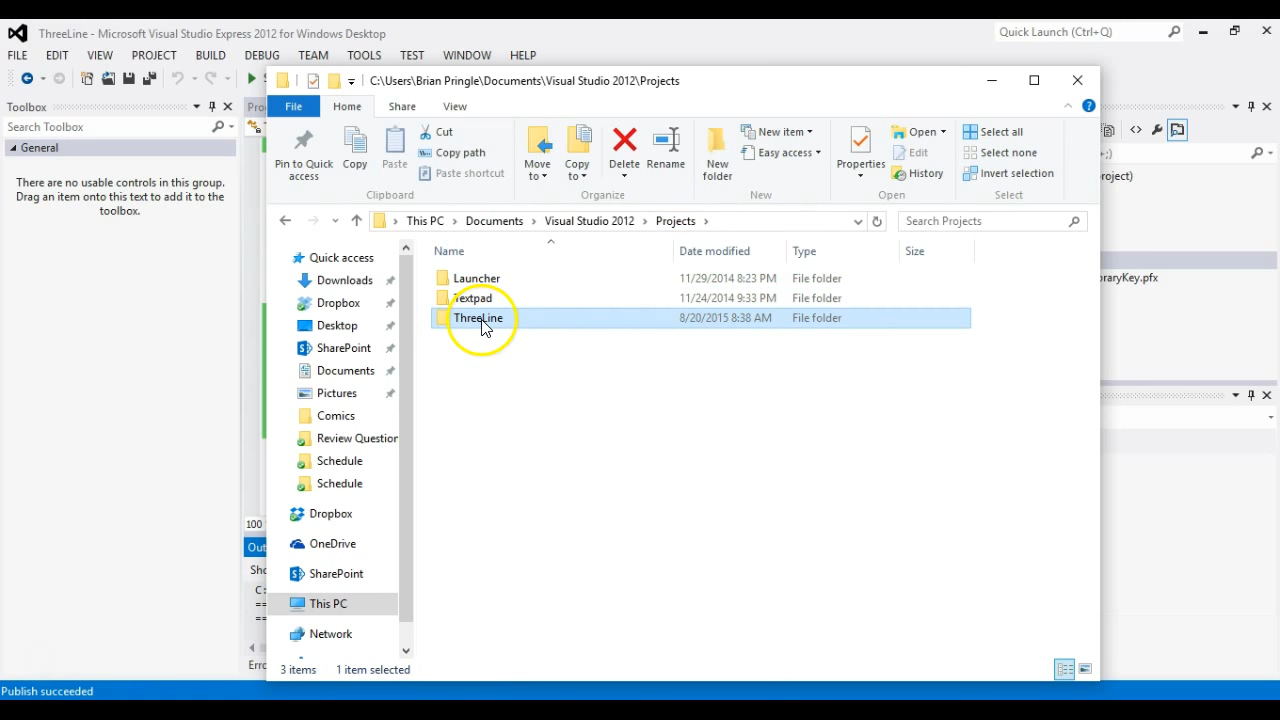 ThreeLine - Microsoft Visual Studio Express 2012 for Windows Desktop
Quick Launch (Ctrl+Q)
FILE EDIT VIEW PROJECT BUILD DEBUG TEAM TOOLS TEST WINDOW HELP
Toolbox
Search Toolbox
General
There are no usable controls in this group.
Drag an item onto this text to add it to the
toolbox.
C:\Users\Brian Pringle\Documents\Visual Studio 2012\Projects
File Home Share View
Pin to Quick
access
Copy
Paste
Cut
Copy path
Paste shortcut
Clipboard
Move
to
Copy
to
Delete
Rename
Organize
New
folder
New item
Easy access
New
Properties
Open
Edit
History
Open
Select all
Select none
Invert selection
Select
This PC Documents Visual Studio 2012 Projects
Search Projects
Name Date modified Type Size
Launcher 11/29/2014 8:23 PM File folder
Textpad 11/24/2014 9:33 PM File folder
ThreeLine 8/20/2015 8:38 AM File folder
Quick access
Downloads
Dropbox
Desktop
SharePoint
Documents
Pictures
Comics
Review Question
Schedule
Schedule
Dropbox
OneDrive
SharePoint
This PC
Network
3 items 1 item selected
;)
roject)
raryKey.pfx
100
Out
Sho
C:
==
==
Erro
Publish succeeded